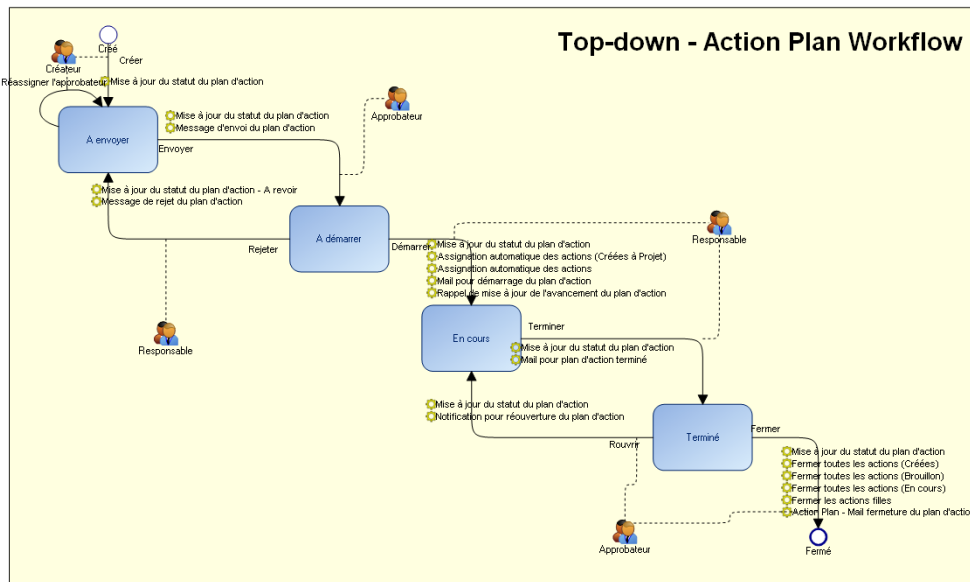 Top-down - Action Plan Workflow
Créé
Créer
Créateur
Réassigner l'approbateur
Mise à jour du statut du plan d'action
Approbateur
Mise à jour du statut du plan d'action
Message d'envoi du plan d'action
A envoyer
Envoyer
Mise à jour du statut du plan d'action - A revoir
Message de rejet du plan d'action
Responsable
A démarrer
Rejeter
Démarrer
Mise à jour du statut du plan d'action
Assignation automatique des actions (Créées à Projet)
Assignation automatique des actions
Mail pour démarrage du plan d'action
Rappel de mise à jour de l'avancement du plan d'action
Responsable
En cours
Terminer
Mise à jour du statut du plan d'action
Mail pour plan d'action terminé
Mise à jour du statut du plan d'action
Notification pour réouverture du plan d'action
Rouvrir
Terminé
Fermer
Mise à jour du statut du plan d'action
Fermer toutes les actions (Créées)
Fermer toutes les actions (Brouillon)
Fermer toutes les actions (En cours)
Fermer les actions filles
Action Plan - Mail fermeture du plan d'actio
Approbateur
Fermé